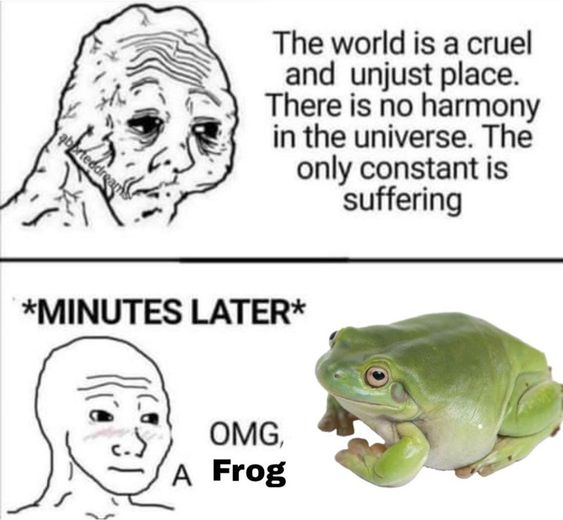 The world is a cruel
and unjust place.
There is no harmony
in the universe. The
only constant is
suffering
*MINUTES LATER*
OMG,
A Frog